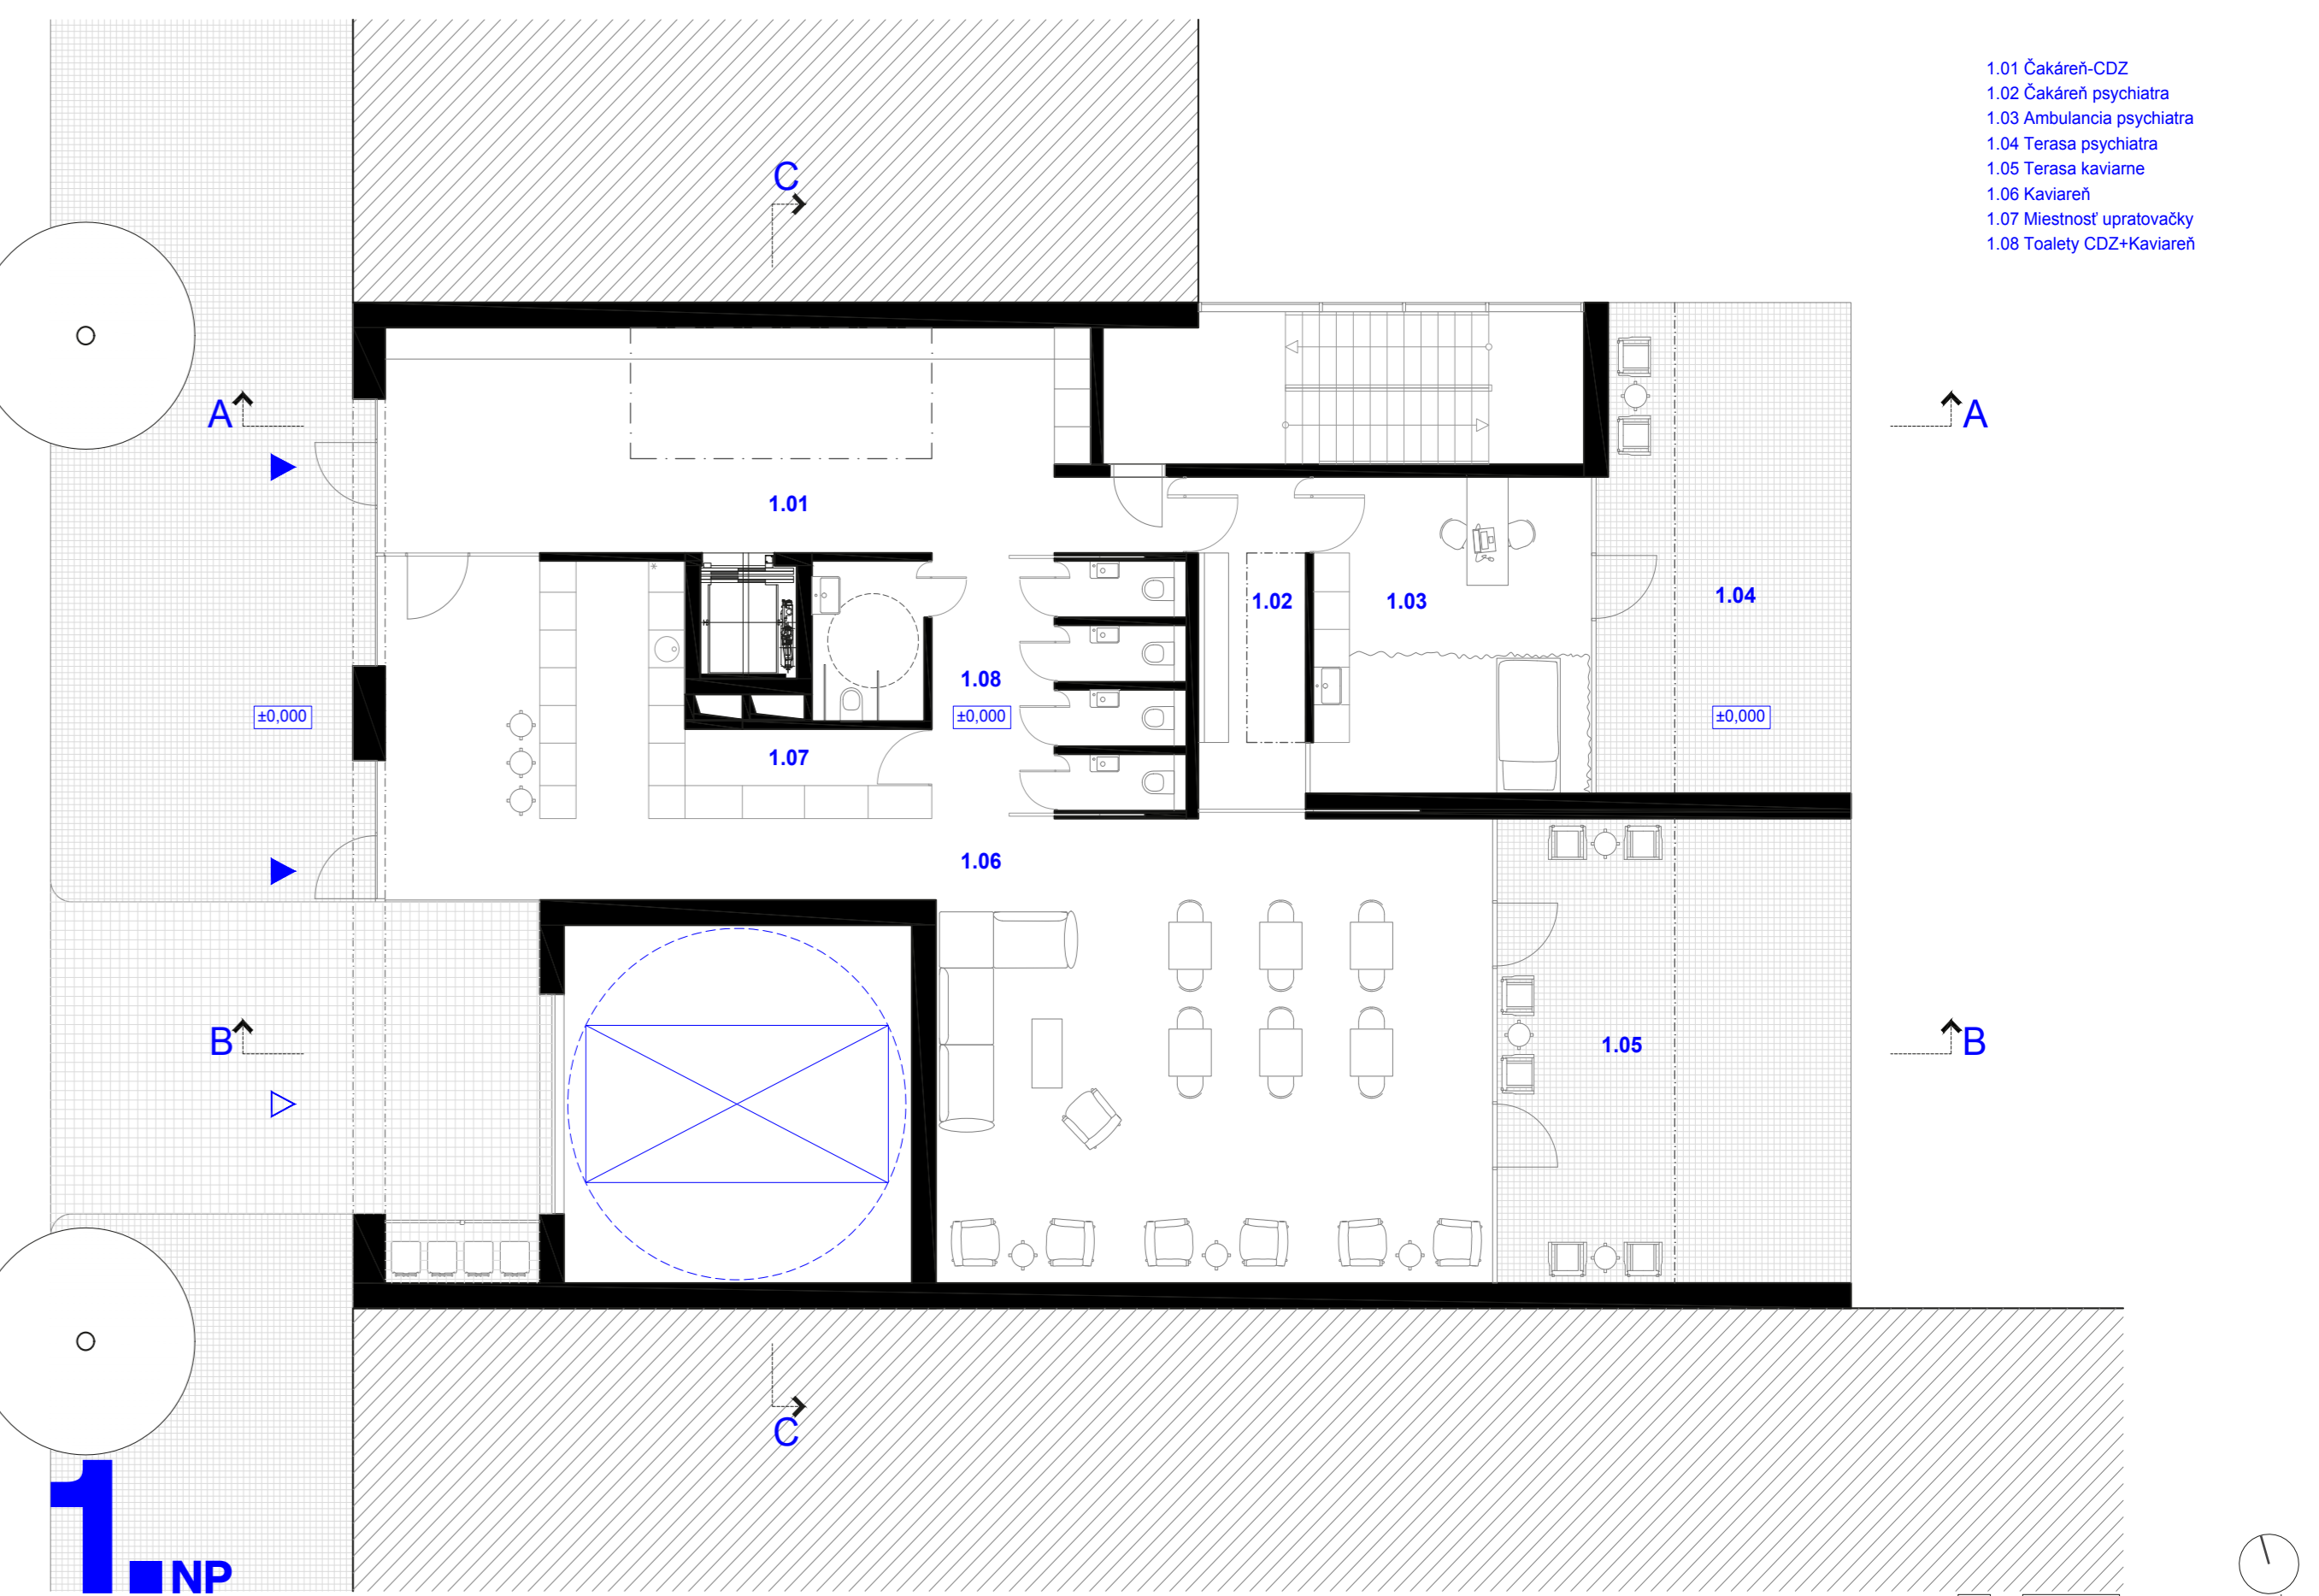 1.01 Čakáreň-CDZ
1.02 Čakáreň psychiatra
1.03 Ambulancia psychiatra
1.04 Terasa psychiatra
1.05 Terasa kaviarne
1.06 Kaviareň
1.07 Miestnosť upratovačky
1.08 Toalety CDZ+Kaviareň
C
A
A
1.01
1.02
1.03
1.04
1.08
±0,000
±0,000
±0,000
1.07
1.06
B
1.05
B
C
1.NP